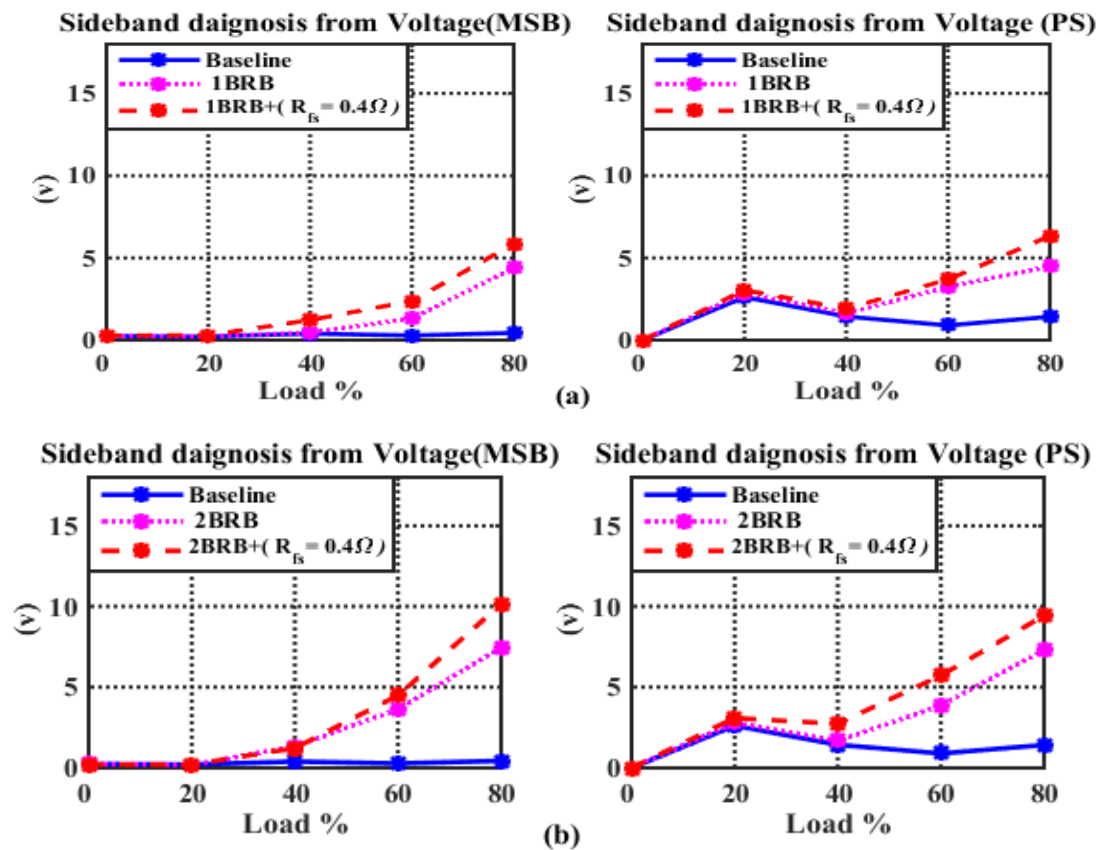 Sideband daignosis from Voltage(MSB)
Baseline
1BRB
1BRB+( R_fs = 0.4Ω )
15
10
5
0
(v)
0 20 40 60 80
Load %
Sideband daignosis from Voltage (PS)
Baseline
1BRB
1BRB+( R_fs = 0.4Ω )
15
10
5
0
(v)
0 20 40 60 80
Load %
(a)
Sideband daignosis from Voltage(MSB)
Baseline
2BRB
2BRB+( R_fs = 0.4Ω )
15
10
5
0
(v)
0 20 40 60 80
Load %
Sideband daignosis from Voltage (PS)
Baseline
2BRB
2BRB+( R_fs = 0.4Ω )
15
10
5
0
(v)
0 20 40 60 80
Load %
(b)